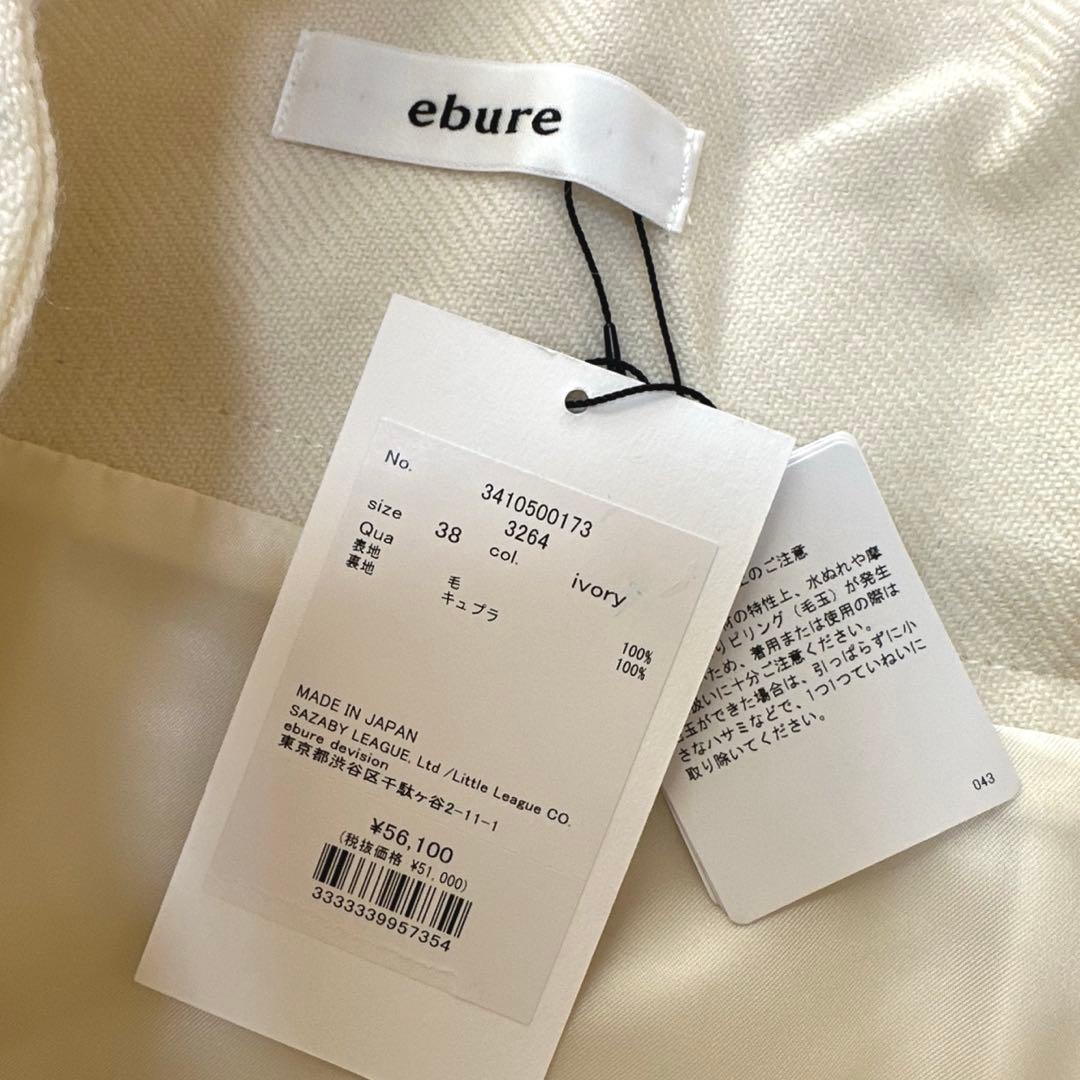 ebure
No. 3410500173
3264
size 38 col. ivory
Qua
表地 毛 100%
裏地 キュプラ 100%
MADE IN JAPAN
SAZABY LEAGUE, Ltd /Little League CO.
ebure devision
東京都渋谷区千駄ヶ谷2-11-1
¥56,100
(税抜価格 ¥51,000)
3333339957354
のご注意
の特性上、水ぬれや摩
りピリング（毛玉）が発生
ため、着用または使用の際は
扱いに十分ご注意ください。
玉ができた場合は、引っぱらずに小
さなハサミなどで、1つ1つていねいに
取り除いてください。
043